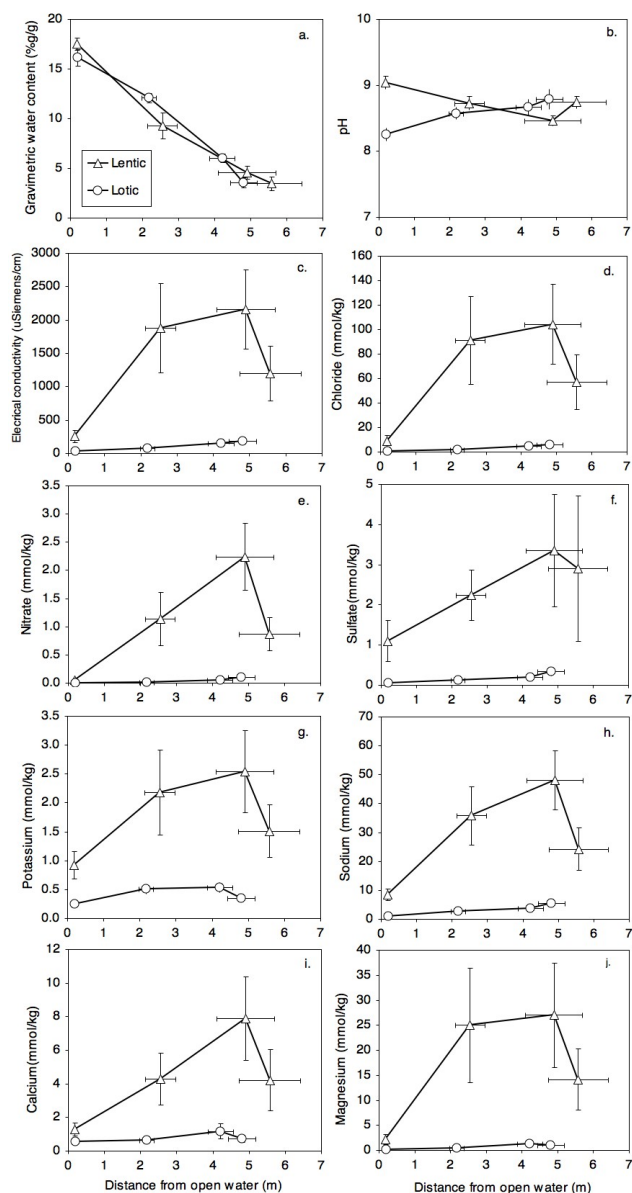 a.
Gravimetric water content (%g/g)
20
15
10
5
0
Lentic
Lotic
0 1 2 3 4 5 6 7
b.
pH
10
9
8
7
0 1 2 3 4 5 6 7
c.
Elecrical conductivity (uSiemens/cm)
3000
2500
2000
1500
1000
500
0
0 1 2 3 4 5 6 7
d.
Chloride (mmol/kg)
160
140
120
100
80
60
40
20
0
0 1 2 3 4 5 6 7
e.
Nitrate (mmol/kg)
3.5
3.0
2.5
2.0
1.5
1.0
0.5
0.0
0 1 2 3 4 5 6 7
f.
Sulfate(mmol/kg)
5
4
3
2
1
0
0 1 2 3 4 5 6 7
g.
Potassium (mmol/kg)
3.5
3.0
2.5
2.0
1.5
1.0
0.5
0.0
0 1 2 3 4 5 6 7
h.
Sodium (mmol/kg)
70
60
50
40
30
20
10
0
0 1 2 3 4 5 6 7
i.
Calcium(mmol/kg)
12
10
8
6
4
2
0
0 1 2 3 4 5 6 7
Distance from open water (m)
j.
Magnesium (mmol/kg)
40
35
30
25
20
15
10
5
0
0 1 2 3 4 5 6 7
Distance from open water (m)